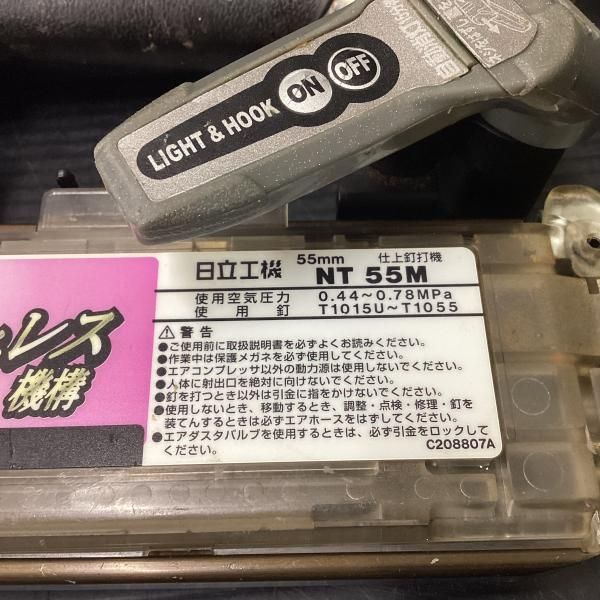 LIGHT & HOOK ON OFF
55mm 仕上釘打機
日立工機 NT 55M
使用空気圧力 0.44～0.78MPa
使用釘 T1015U～T1055
⚠警告
●ご使用前に取扱説明書を必ずよくお読みください。
●作業中は保護メガネを必ず使用してください。
●エアコンプレッサ以外の動力源は使用しないでください。
●人体に射出口を絶対に向けないでください。
●釘を打つとき以外は引金に指をかけないでください。
●使用しないとき、移動するとき、調整・点検・修理・釘を
装てんするときは必ずエアホースをはずしてください。
●エアダスタバルブを使用するときは、必ず引金をロックして
ください。
C208807A
レス
機構